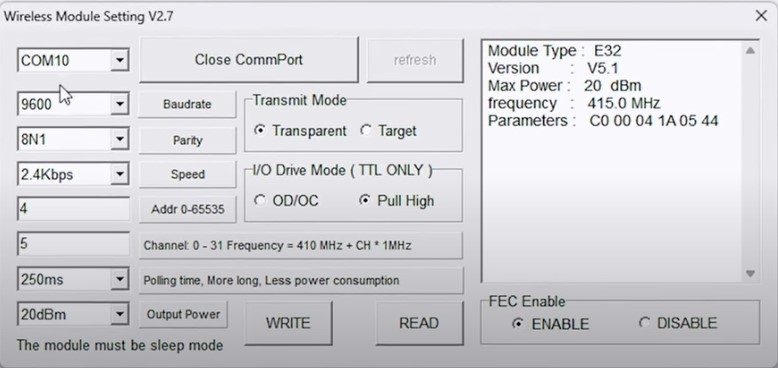 Wireless Module Setting V2.7
COM10
Close CommPort
refresh
9600
Baudrate
8N1
Parity
2.4Kbps
Speed
4
Addr 0-65535
5
Channel: 0 - 31 Frequency = 410 MHz + CH * 1MHz
250ms
Polling time, More long, Less power consumption
20dBm
Output Power
WRITE
READ
The module must be sleep mode
Transmit Mode
Transparent
Target
I/O Drive Mode ( TTL ONLY )
OD/OC
Pull High
Module Type : E32
Version : V5.1
Max Power : 20 dBm
frequency : 415.0 MHz
Parameters : C0 00 04 1A 05 44
FEC Enable
ENABLE
DISABLE